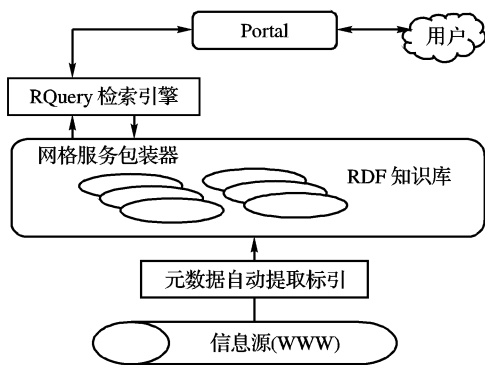 Portal
用户
RQuery 检索引擎
网格服务包装器
RDF 知识库
元数据自动提取标引
信息源(WWW)